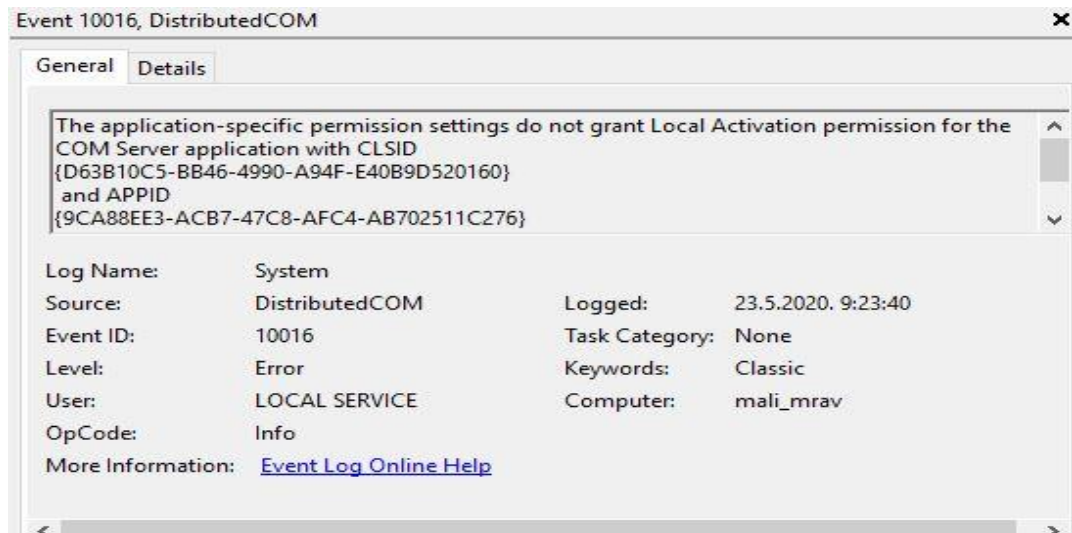 Event 10016, DistributedCOM
General Details
The application-specific permission settings do not grant Local Activation permission for the
COM Server application with CLSID
{D63B10C5-BB46-4990-A94F-E40B9D520160}
and APPID
{9CA88EE3-ACB7-47C8-AFC4-AB702511C276}
Log Name: System
Source: DistributedCOM Logged: 23.5.2020. 9:23:40
Event ID: 10016 Task Category: None
Level: Error Keywords: Classic
User: LOCAL SERVICE Computer: mali_mrav
OpCode: Info
More Information: Event Log Online Help